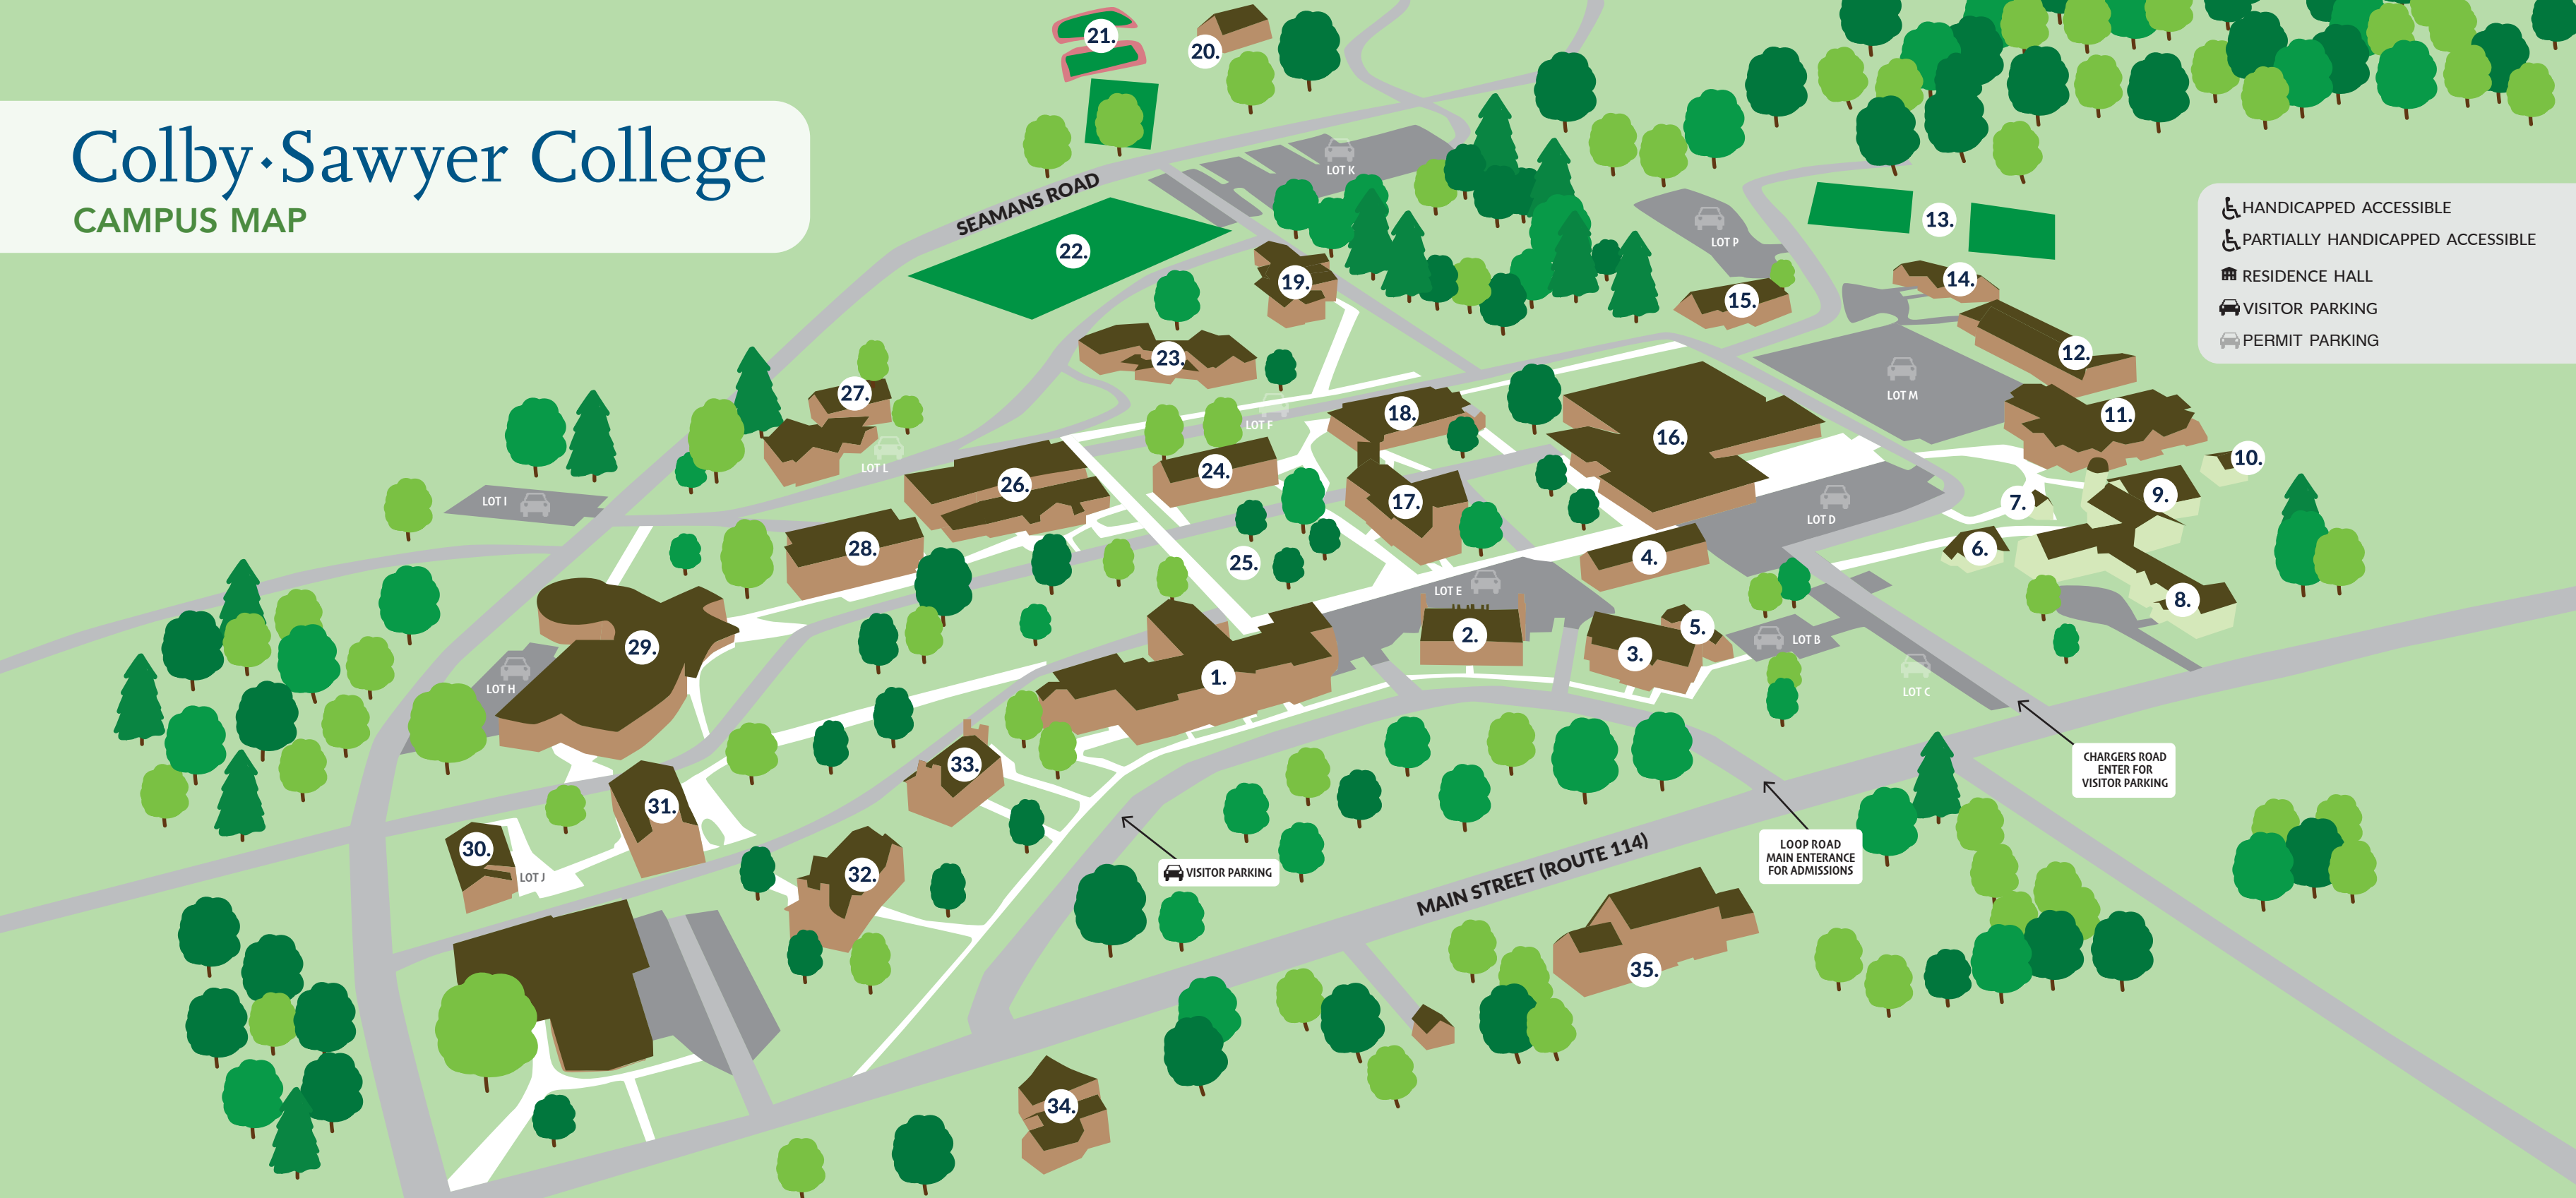 Colby·Sawyer College
CAMPUS MAP
21.
20.
SEAMANS ROAD
LOT K
22.
19.
LOT P
13.
14.
15.
HANDICAPPED ACCESSIBLE
PARTIALLY HANDICAPPED ACCESSIBLE
RESIDENCE HALL
VISITOR PARKING
PERMIT PARKING
23.
12.
LOT M
27.
LOT F
18.
16.
11.
LOT L
26.
24.
17.
10.
9.
7.
LOT I
LOT D
28.
25.
4.
6.
LOT E
8.
29.
2.
3.
5.
LOT B
LOT H
1.
LOT C
33.
CHARGERS ROAD
ENTER FOR
VISITOR PARKING
31.
30.
LOT J
32.
VISITOR PARKING
LOOP ROAD
MAIN ENTERANCE
FOR ADMISSIONS
MAIN STREET (ROUTE 114)
35.
34.